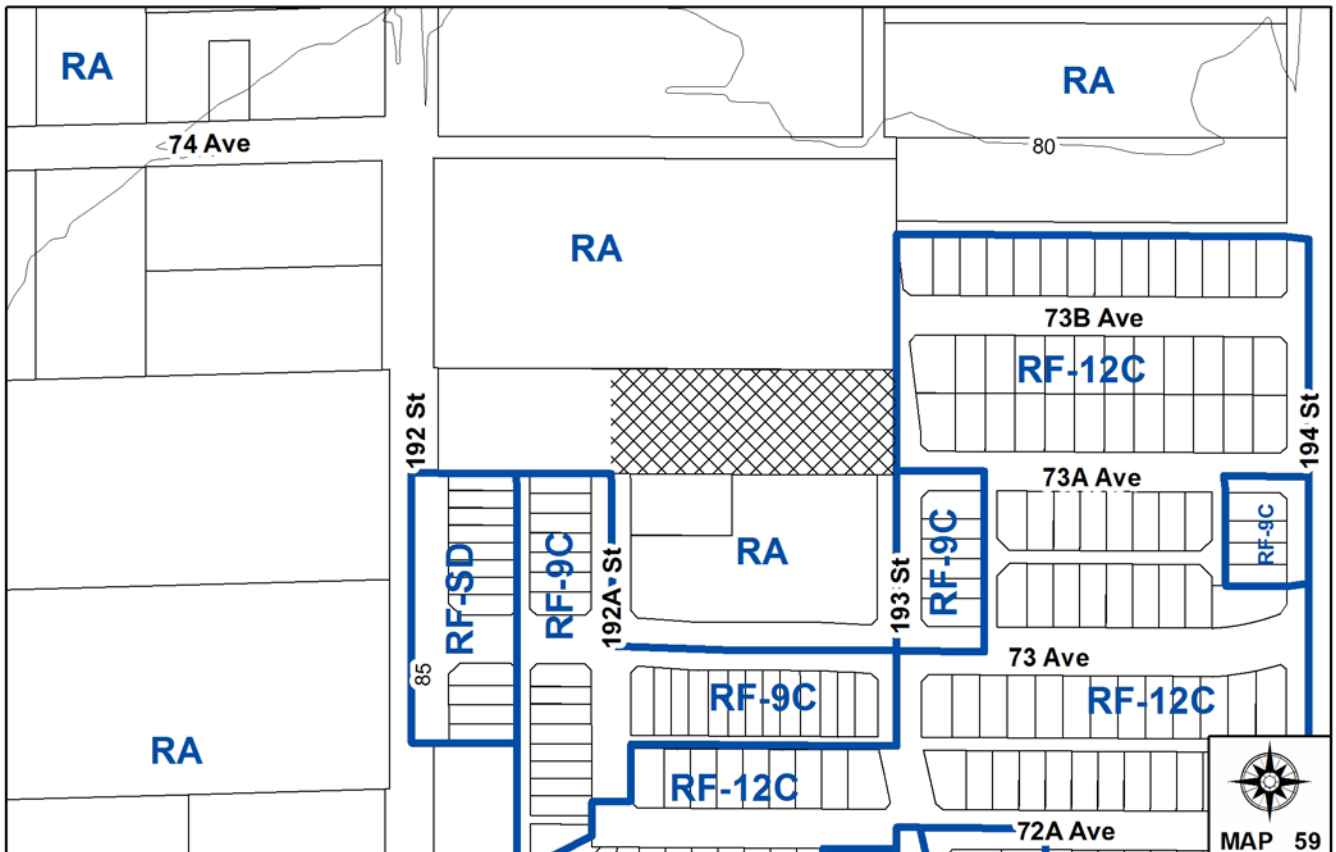 RA
RA
74 Ave
80
RA
73B Ave
RF-12C
192 St
194 St
73A Ave
RF-9C
RF-SD
RF-9C
192A St
RA
193 St
RF-9C
73 Ave
85
RF-9C
RF-12C
RA
RF-12C
72A Ave
MAP 59